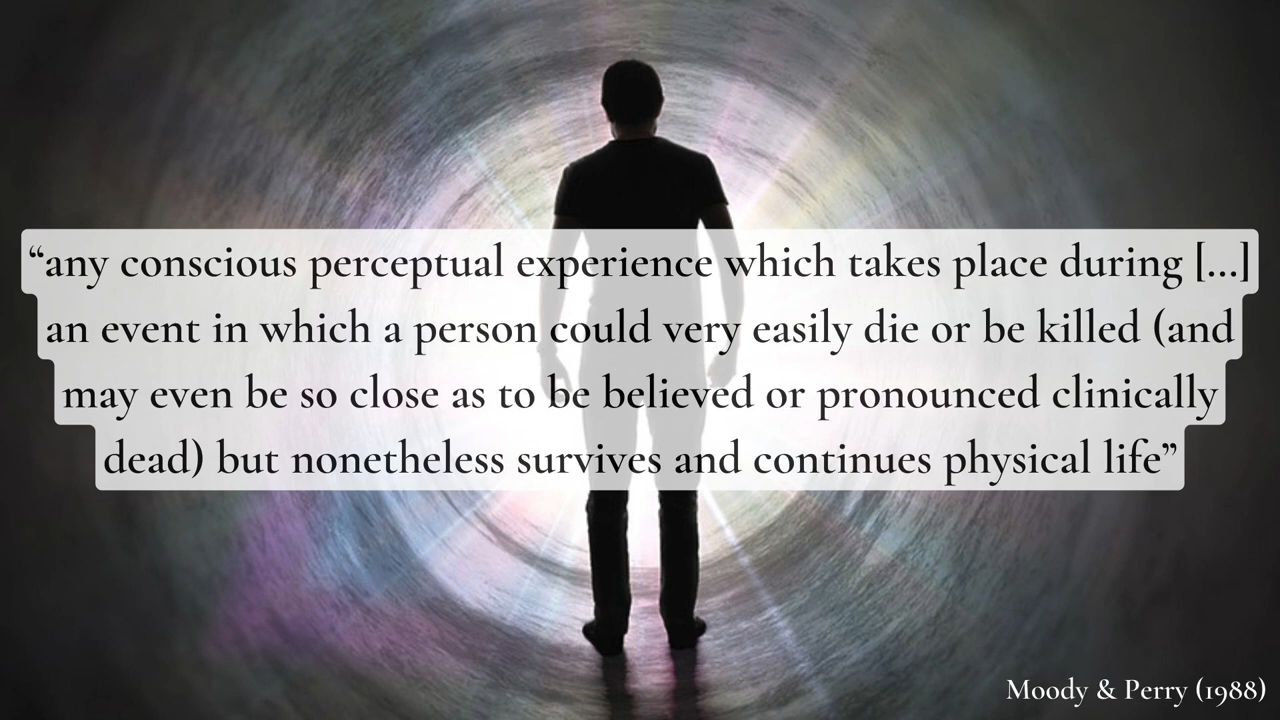 “any conscious perceptual experience which takes place during [...]
an event in which a person could very easily die or be killed (and
may even be so close as to be believed or pronounced clinically
dead) but nonetheless survives and continues physical life”
Moody & Perry (1988)